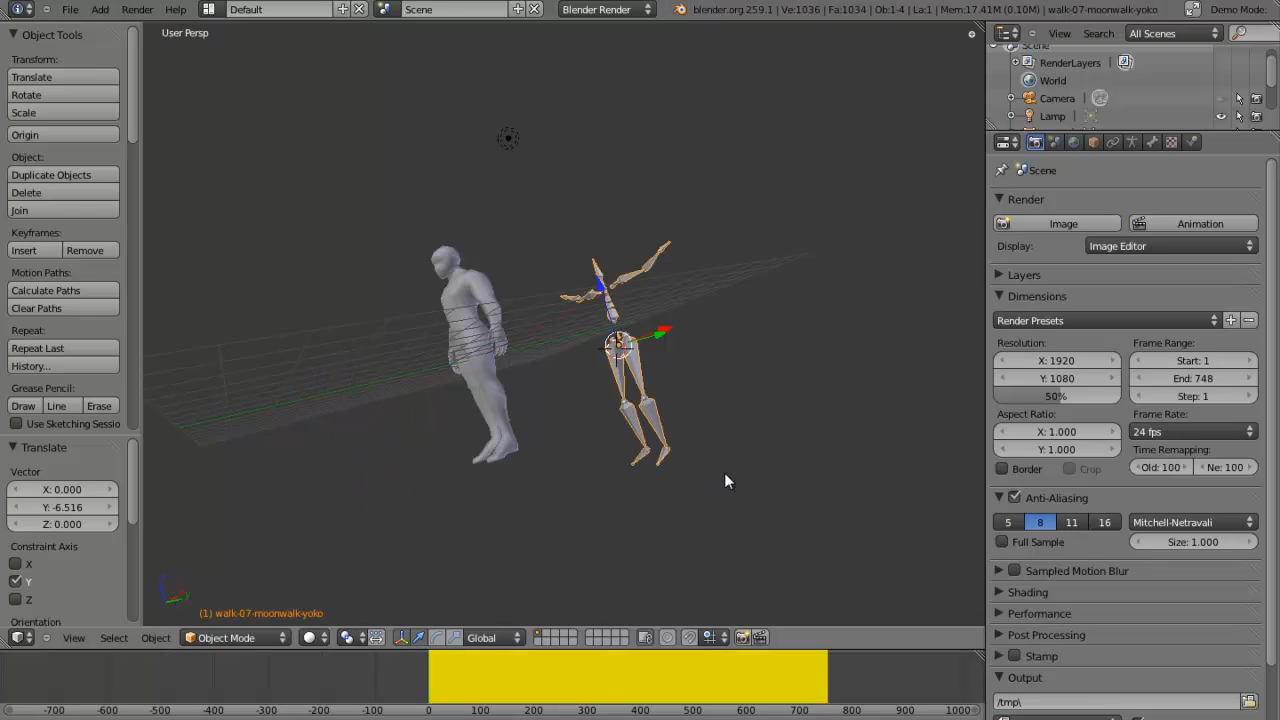 File Add Render Help Default Scene Blender Render blender.org 259.1 | Ve:1036 | Fa:1034 | Ob:1-4 | La:1 | Mem:17.41M (0.10M) | walk-07-moonwalk-yoko Demo Mode:
Object Tools
Transform:
Translate
Rotate
Scale
Origin
Object:
Duplicate Objects
Delete
Join
Keyframes:
Insert Remove
Motion Paths:
Calculate Paths
Clear Paths
Repeat:
Repeat Last
History...
Grease Pencil:
Draw Line Erase
Use Sketching Sessio
Translate
Vector
X: 0.000
Y: -6.516
Z: 0.000
Constraint Axis
X
Y
Z
Orientation
User Persp
(1) walk-07-moonwalk-yoko
View Select Object Object Mode Global
-700 -600 -500 -400 -300 -200 -100 0 100 200 300 400 500 600 700 800 900 1000
View Search All Scenes
Scene
RenderLayers |
World
Camera |
Lamp |
Scene
Render
Image Animation
Display: Image Editor
Layers
Dimensions
Render Presets
Resolution: Frame Range:
X: 1920 Start: 1
Y: 1080 End: 748
50% Step: 1
Aspect Ratio: Frame Rate:
X: 1.000 24 fps
Y: 1.000 Time Remapping:
Border Crop Old: 100 Ne: 100
Anti-Aliasing
5 8 11 16 Mitchell-Netravali
Full Sample Size: 1.000
Sampled Motion Blur
Shading
Performance
Post Processing
Stamp
Output
/tmp\